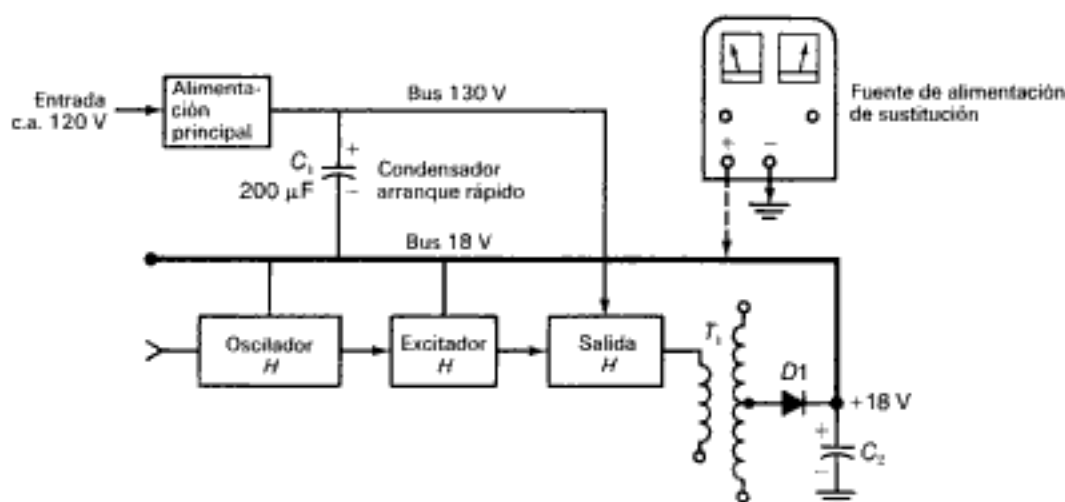 Entrada
c.a. 120 V
Alimenta-
ción
principal
Bus 130 V
C₁
200 µF
+
−
Condensador
arranque rápido
Fuente de alimentación
de sustitución
+
−
Bus 18 V
Oscilador
H
Excitador
H
Salida
H
T₁
D1
+18 V
+
−
C₂